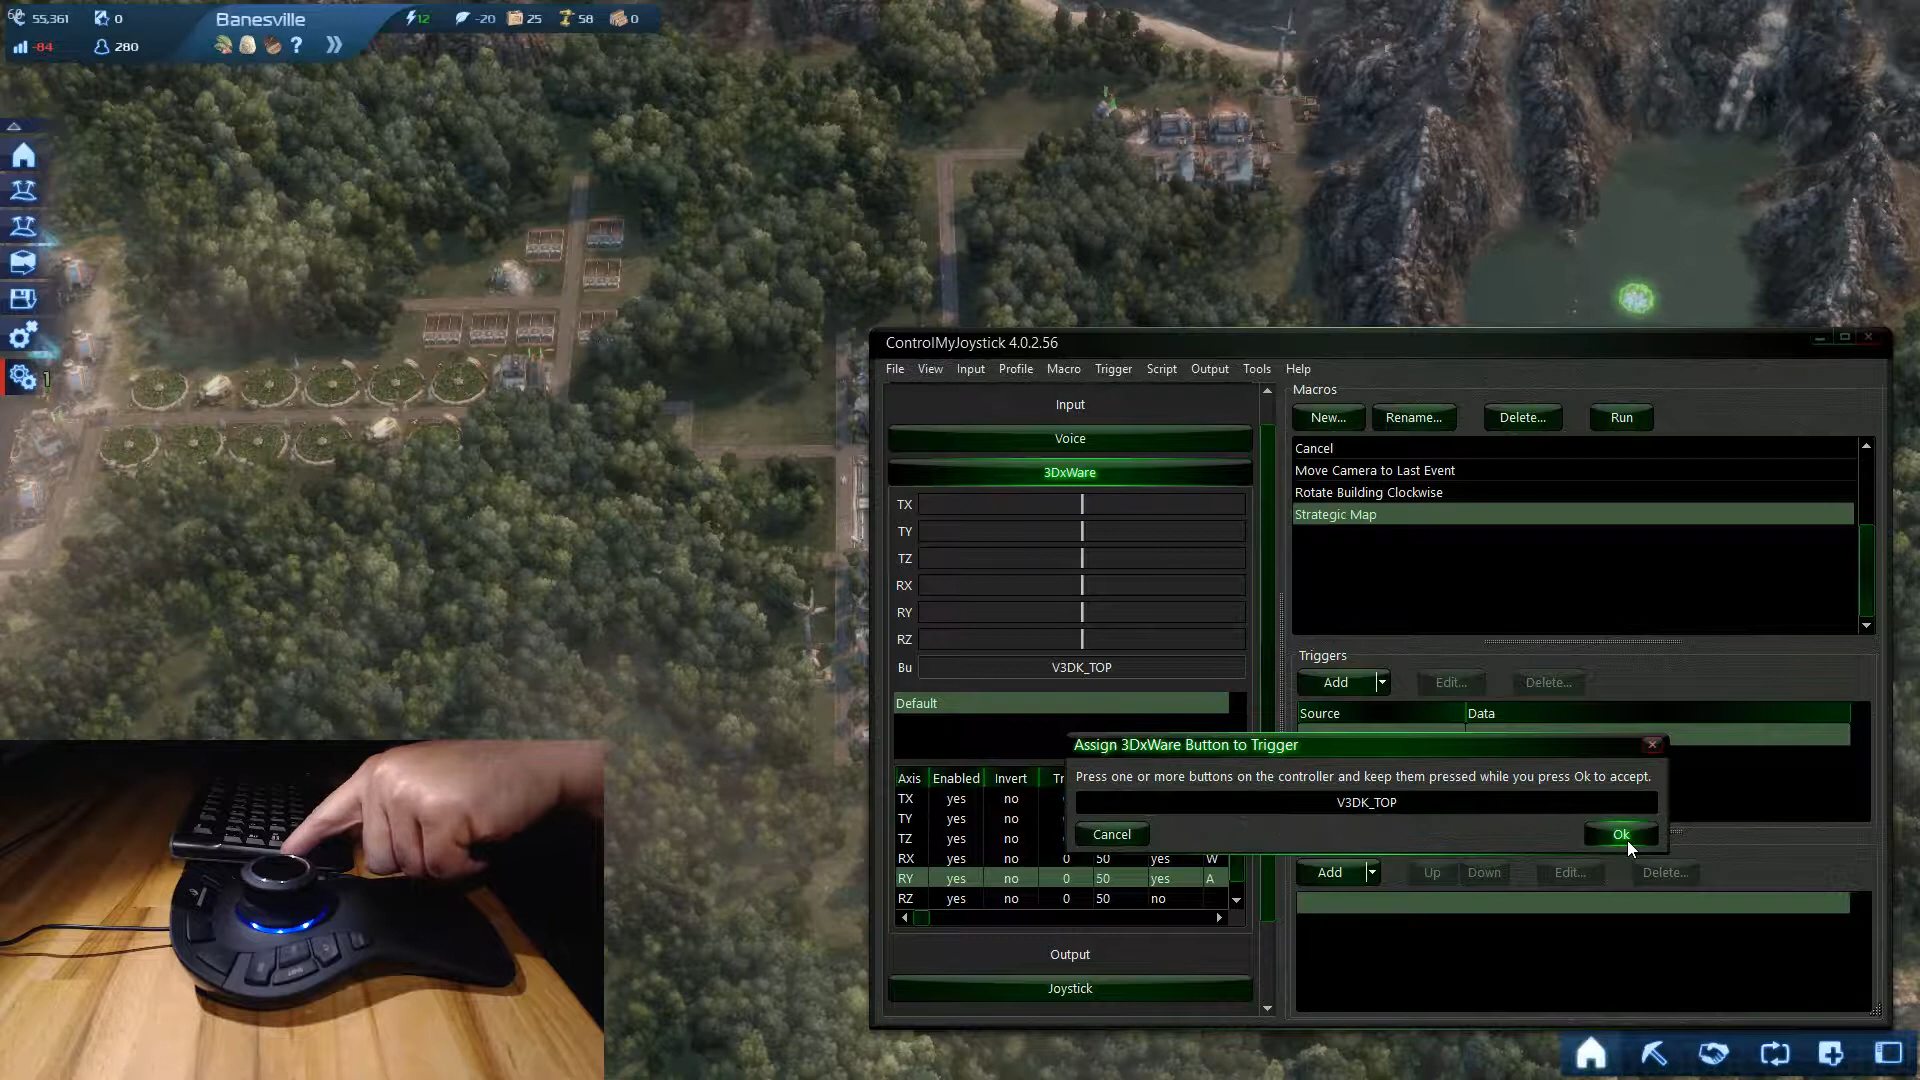 55,361
0
Banesville
12
-20
25
58
0
-84
280
?
1
ControlMyJoystick 4.0.2.56
File View Input Profile Macro Trigger Script Output Tools Help
Input
Voice
3DxWare
TX
TY
TZ
RX
RY
RZ
Bu V3DK_TOP
Default
Axis Enabled Invert Tr
TX yes no
TY yes no
TZ yes no
RX yes no 0 50 yes W
RY yes no 0 50 yes A
RZ yes no 0 50 no
Output
Joystick
Macros
New... Rename... Delete... Run
Cancel
Move Camera to Last Event
Rotate Building Clockwise
Strategic Map
Triggers
Add Edit... Delete...
Source Data
Assign 3DxWare Button to Trigger
Press one or more buttons on the controller and keep them pressed while you press Ok to accept.
V3DK_TOP
Cancel Ok
Add Up Down Edit... Delete...